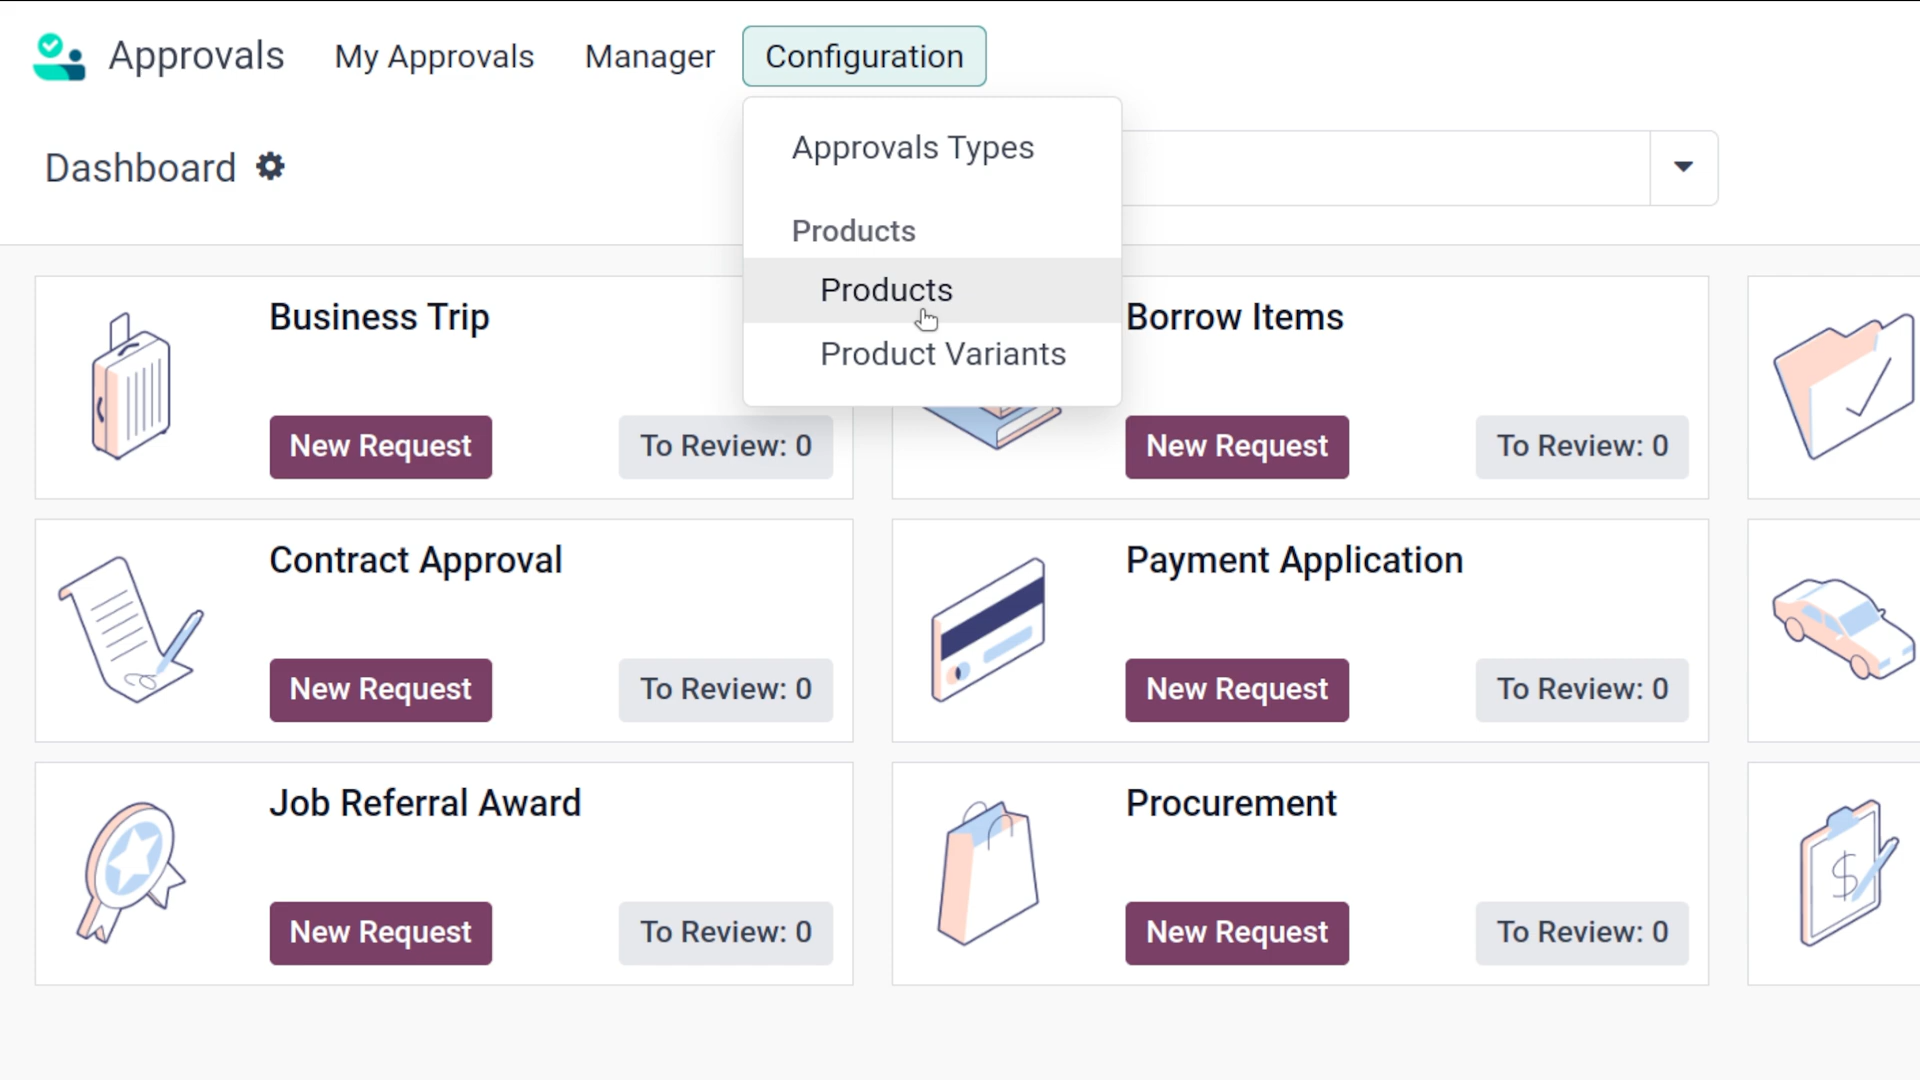 Approvals My Approvals Manager Configuration
Dashboard
Approvals Types
Products
Products
Product Variants
Business Trip
New Request To Review: 0
Borrow Items
New Request To Review: 0
Contract Approval
New Request To Review: 0
Payment Application
New Request To Review: 0
Job Referral Award
New Request To Review: 0
Procurement
New Request To Review: 0
$